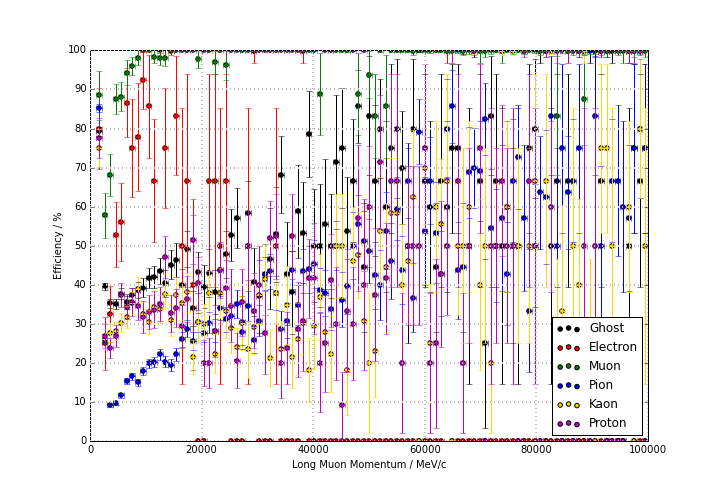 100
90
80
70
60
50
40
30
20
10
0
Efficiency / %
0
20000
40000
60000
80000
100000
Long Muon Momentum / MeV/c
Ghost
Electron
Muon
Pion
Kaon
Proton